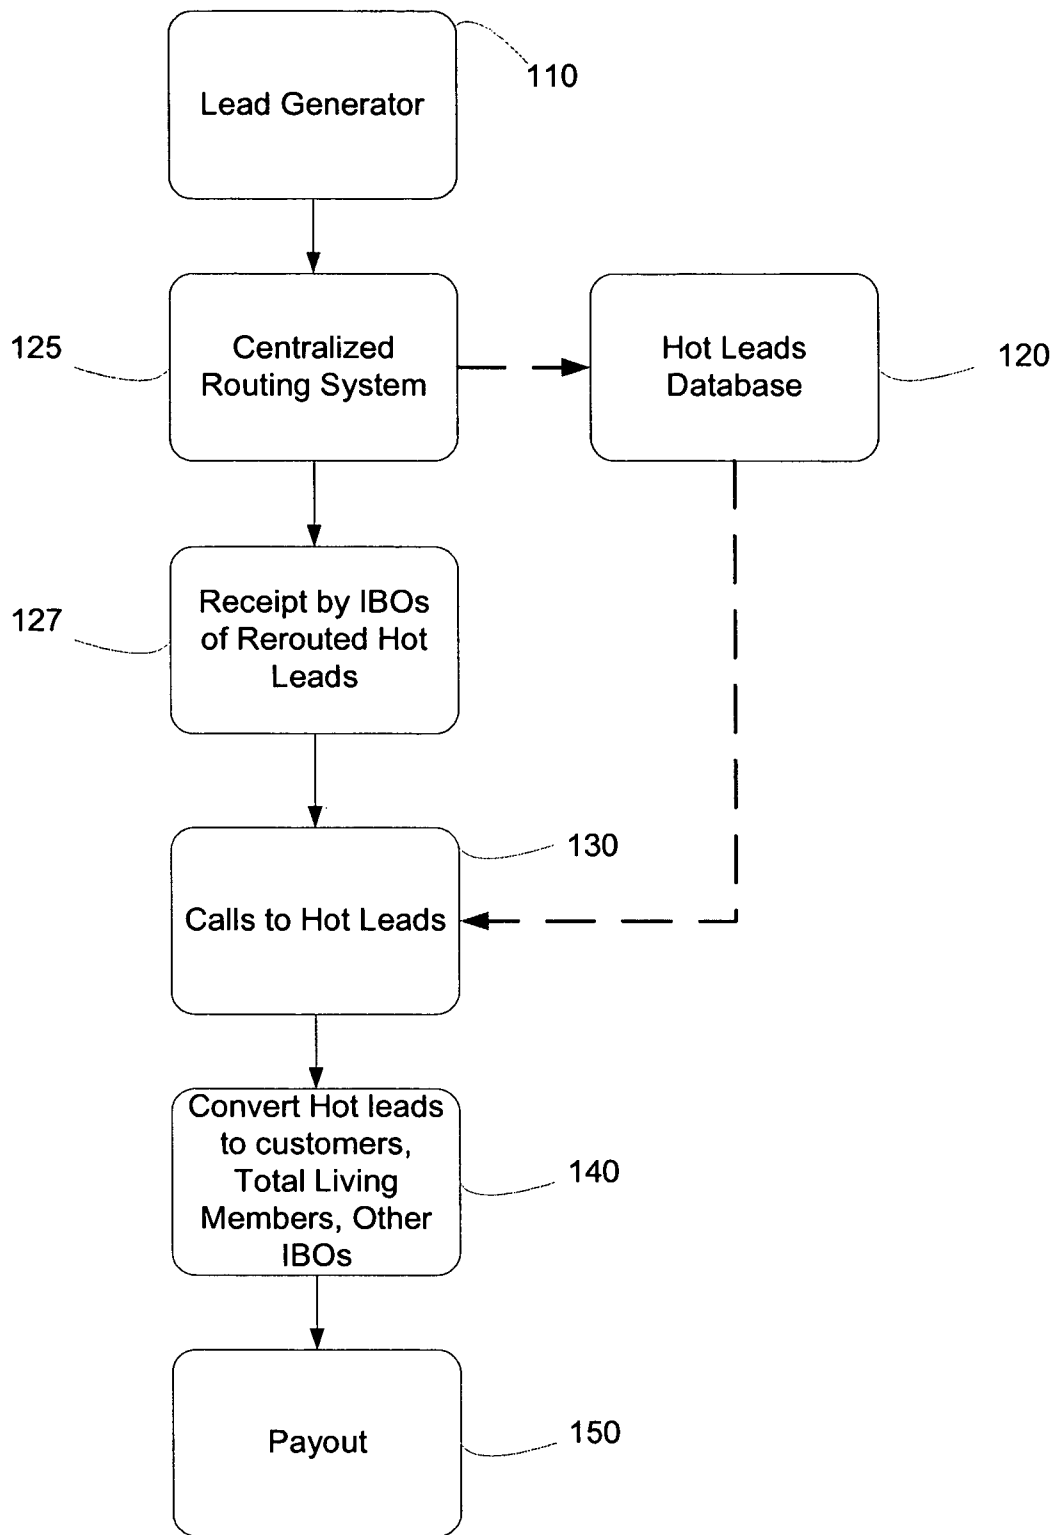 Lead Generator
110
125
Centralized
Routing System
Hot Leads
Database
120
127
Receipt by IBOs
of Rerouted Hot
Leads
Calls to Hot Leads
130
Convert Hot leads
to customers,
Total Living
Members, Other
IBOs
140
Payout
150